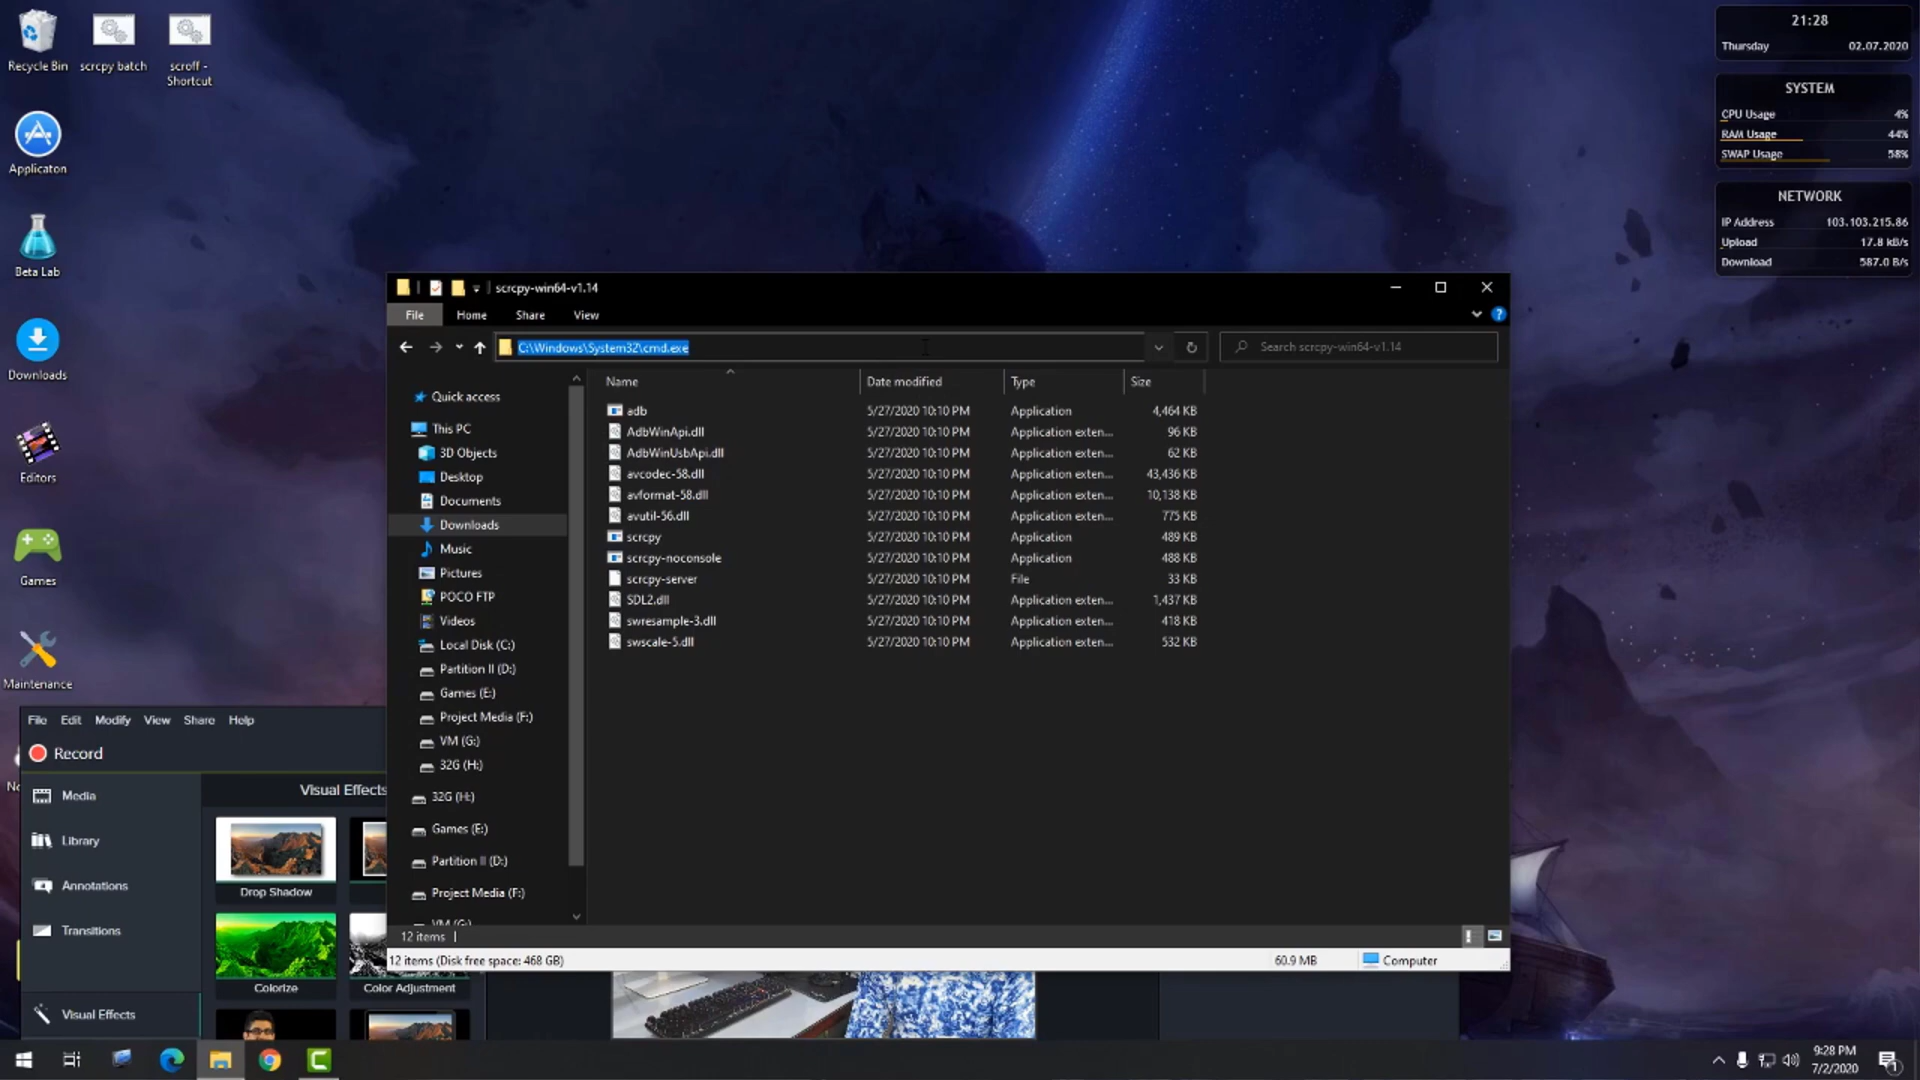 Recycle Bin
scrcpy batch
scroff -
Shortcut
Applicaton
Beta Lab
Downloads
Editors
Games
Maintenance
21:28
Thursday 02.07.2020
SYSTEM
CPU Usage 4%
RAM Usage 44%
SWAP Usage 58%
NETWORK
IP Address 103.103.215.86
Upload 17.8 kB/s
Download 587.0 B/s
scrcpy-win64-v1.14
File Home Share View
C:\Windows\System32\cmd.exe
Search scrcpy-win64-v1.14
Name Date modified Type Size
adb 5/27/2020 10:10 PM Application 4,464 KB
AdbWinApi.dll 5/27/2020 10:10 PM Application exten... 96 KB
AdbWinUsbApi.dll 5/27/2020 10:10 PM Application exten... 62 KB
avcodec-58.dll 5/27/2020 10:10 PM Application exten... 43,436 KB
avformat-58.dll 5/27/2020 10:10 PM Application exten... 10,138 KB
avutil-56.dll 5/27/2020 10:10 PM Application exten... 775 KB
scrcpy 5/27/2020 10:10 PM Application 489 KB
scrcpy-noconsole 5/27/2020 10:10 PM Application 488 KB
scrcpy-server 5/27/2020 10:10 PM File 33 KB
SDL2.dll 5/27/2020 10:10 PM Application exten... 1,437 KB
swresample-3.dll 5/27/2020 10:10 PM Application exten... 418 KB
swscale-5.dll 5/27/2020 10:10 PM Application exten... 532 KB
Quick access
This PC
3D Objects
Desktop
Documents
Downloads
Music
Pictures
POCO FTP
Videos
Local Disk (C:)
Partition II (D:)
Games (E:)
Project Media (F:)
VM (G:)
32G (H:)
32G (H:)
Games (E:)
Partition II (D:)
Project Media (F:)
VM (G:)
12 items
12 items (Disk free space: 468 GB) 60.9 MB Computer
File Edit Modify View Share Help
Record
Media
Library
Annotations
Transitions
Visual Effects
Visual Effects
Drop Shadow
Colorize
Color Adjustment
9:28 PM
7/2/2020
1